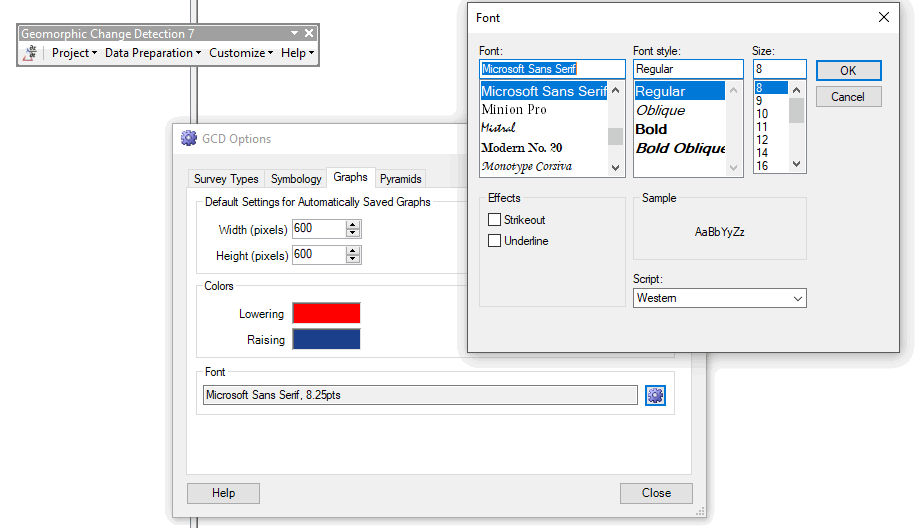 Geomorphic Change Detection 7
Project Data Preparation Customize Help
GCD Options
Survey Types Symbology Graphs Pyramids
Default Settings for Automatically Saved Graphs
Width (pixels) 600
Height (pixels) 600
Colors
Lowering
Raising
Font
Microsoft Sans Serif, 8.25pts
Help Close
Font
Font:
Microsoft Sans Serif
Microsoft Sans Serif
Minion Pro
Mistral
Modern No. 20
Monotype Corsiva
Font style:
Regular
Regular
Oblique
Bold
Bold Oblique
Size:
8
8
9
10
11
12
14
16
OK
Cancel
Effects
Strikeout
Underline
Sample
AaBbYyZz
Script:
Western